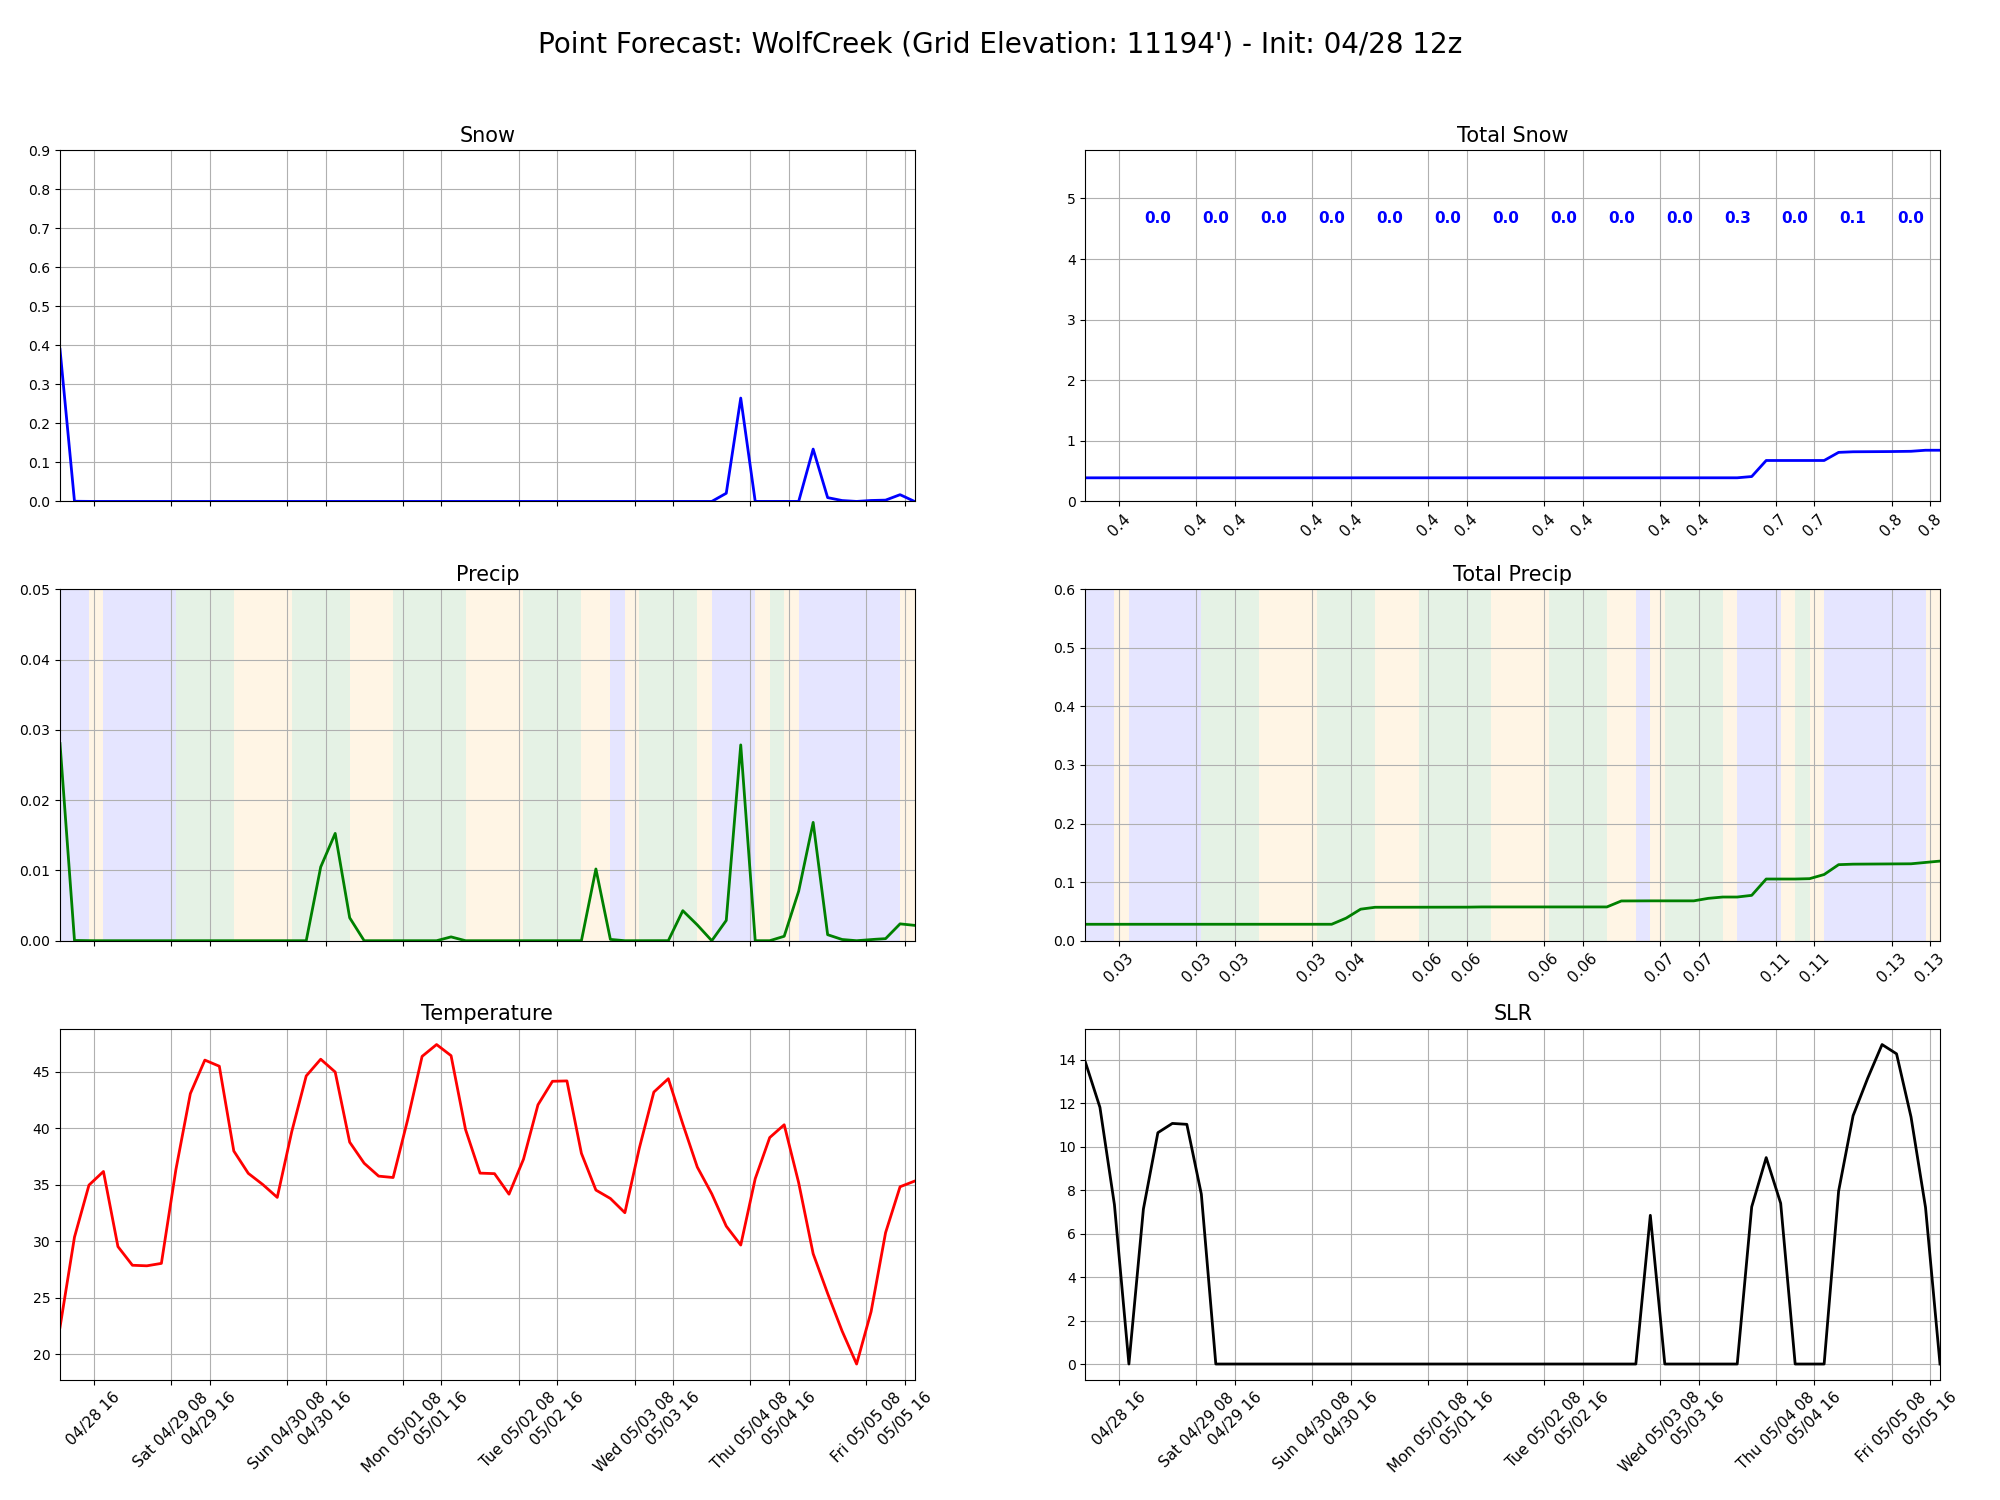 Point Forecast: WolfCreek (Grid Elevation: 11194') - Init: 04/28 12z
Snow
0.9
0.8
0.7
0.6
0.5
0.4
0.3
0.2
0.1
0.0
Total Snow
5
4
3
2
1
0
0.0 0.0 0.0 0.0 0.0 0.0 0.0 0.0 0.0 0.0 0.3 0.0 0.1 0.0
0.4 0.4 0.4 0.4 0.4 0.4 0.4 0.4 0.4 0.4 0.4 0.7 0.7 0.8 0.8
Precip
0.05
0.04
0.03
0.02
0.01
0.00
Total Precip
0.6
0.5
0.4
0.3
0.2
0.1
0.0
0.03 0.03 0.03 0.03 0.04 0.06 0.06 0.06 0.06 0.07 0.07 0.11 0.11 0.13 0.13
Temperature
45
40
35
30
25
20
04/28 16
Sat 04/29 08
04/29 16
Sun 04/30 08
04/30 16
Mon 05/01 08
05/01 16
Tue 05/02 08
05/02 16
Wed 05/03 08
05/03 16
Thu 05/04 08
05/04 16
Fri 05/05 08
05/05 16
SLR
14
12
10
8
6
4
2
0
04/28 16
Sat 04/29 08
04/29 16
Sun 04/30 08
04/30 16
Mon 05/01 08
05/01 16
Tue 05/02 08
05/02 16
Wed 05/03 08
05/03 16
Thu 05/04 08
05/04 16
Fri 05/05 08
05/05 16